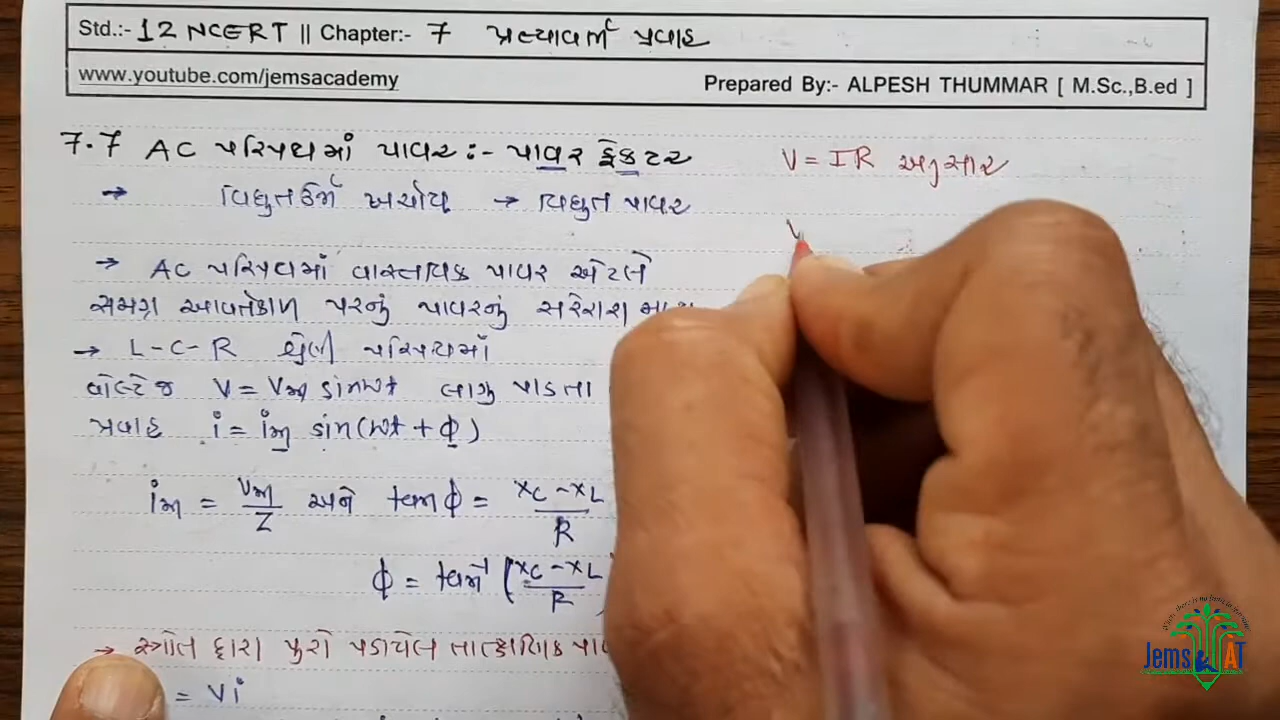 Std.:- 12 NCERT || Chapter:- 7 પ્રત્યાવર્તી પ્રવાહ
www.youtube.com/jemsacademy Prepared By:- ALPESH THUMMAR [ M.Sc.,B.ed ]
7.7 AC પરિપથમાં પાવર :- પાવર ફેક્ટર
→ વિદ્યુતઊર્જા → વિદ્યુત પાવર
→ AC પરિપથમાં વાસ્તવિક પાવર એટલે
સમગ્ર આવર્તકાળ પરનું પાવરનું સરેરાશ
→ L-C-R શ્રેણી પરિપથમાં
વોલ્ટેજ V = Vm sinωt લાગુ પાડતા
પ્રવાહ i = im sin(ωt + ϕ)
im = Vm/Z અને tan ϕ = XC - XL / R
ϕ = tan⁻¹ (XC - XL / R
→ સ્ત્રોત દ્વારા પુરો પડાયેલ તાત્કાલિક
= Vi
V = IR અનુસાર
V
Jems AT